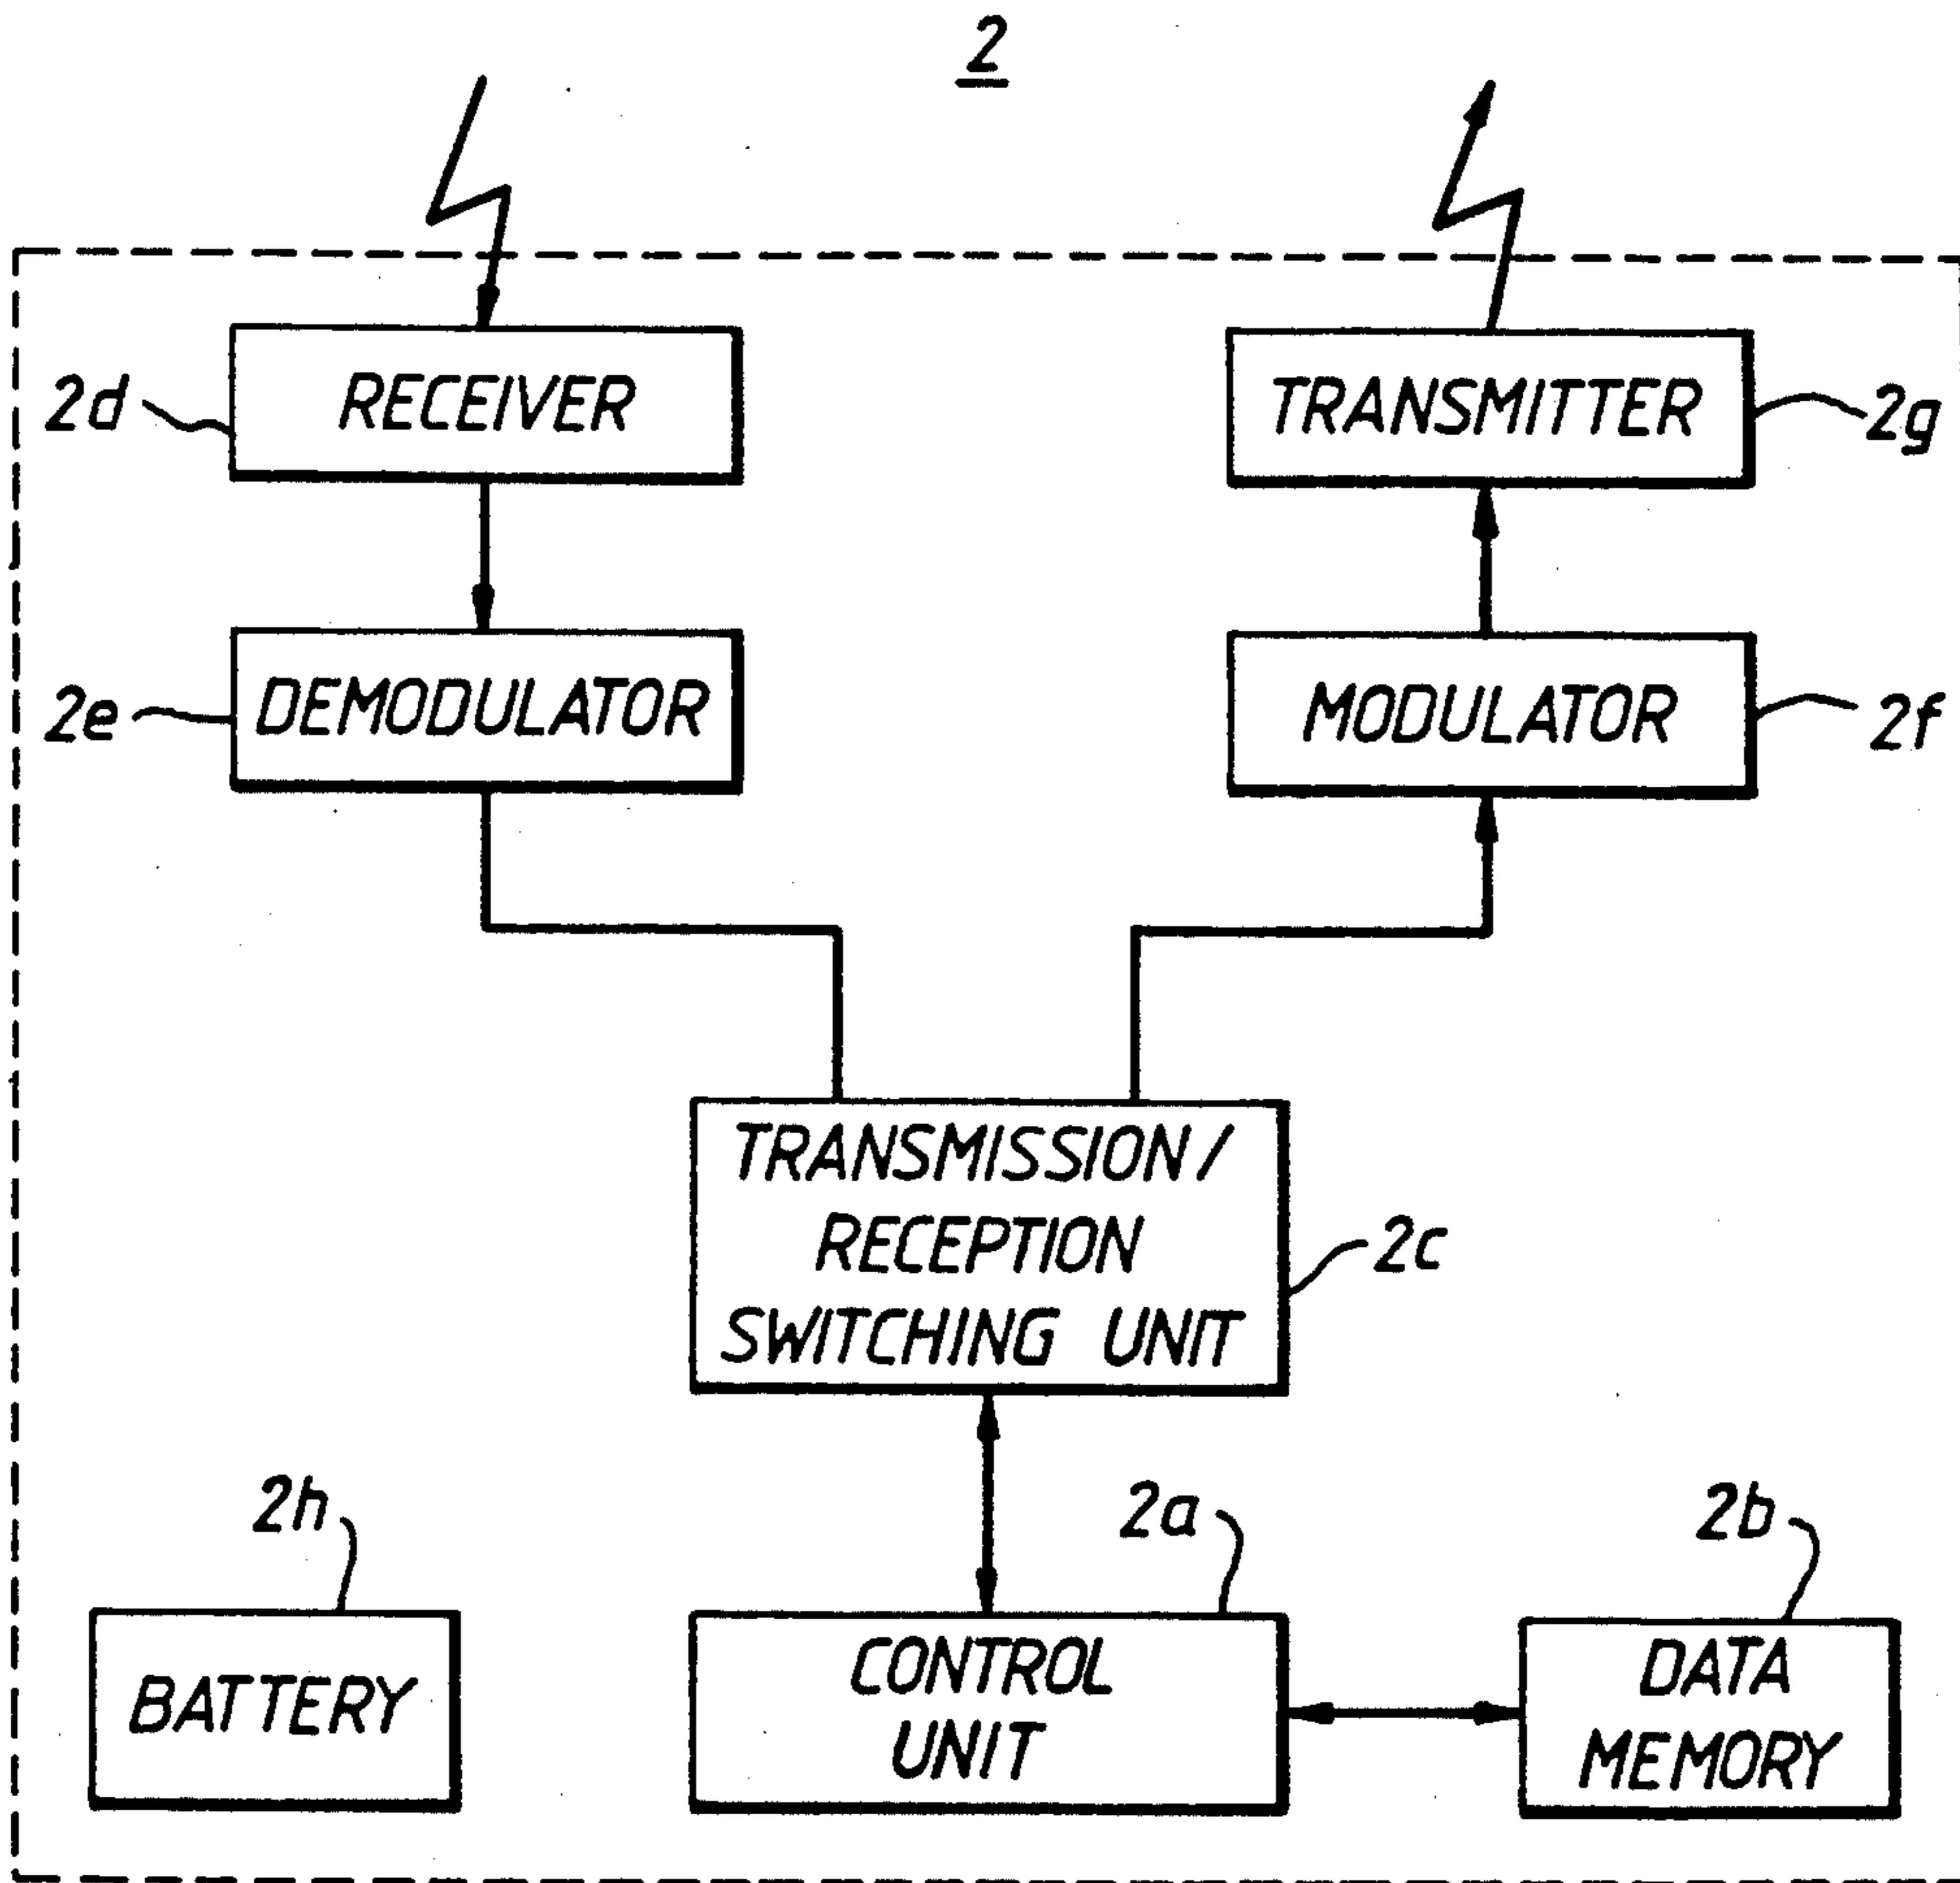 2
2d
RECEIVER
TRANSMITTER
2g
2e
DEMODULATOR
MODULATOR
2f
TRANSMISSION/
RECEPTION
SWITCHING UNIT
2c
2h
2a
2b
BATTERY
CONTROL
UNIT
DATA
MEMORY